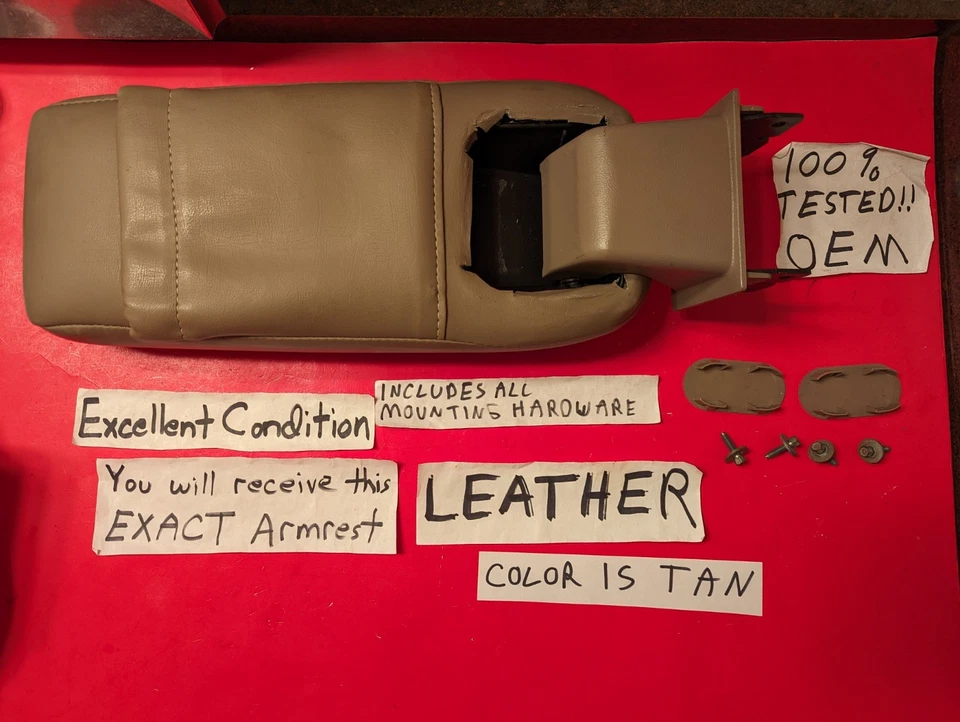 100%
TESTED!!
OEM
INCLUDES ALL
MOUNTING HARDWARE
Excellent Condition
You will receive this
EXACT Armrest
LEATHER
COLOR IS TAN